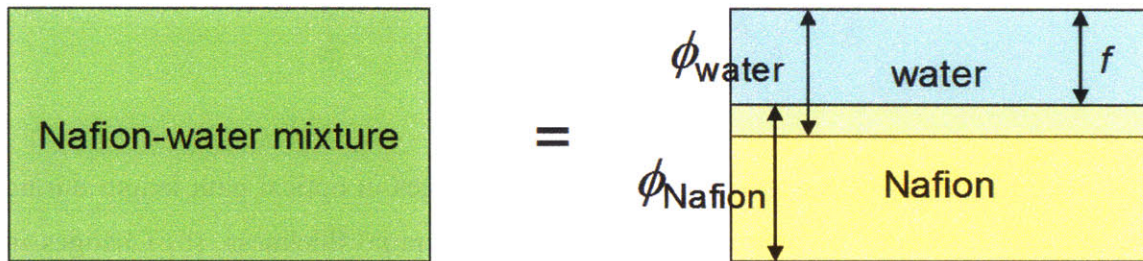 Nafion-water mixture
=
ϕwater
water
f
ϕNafion
Nafion